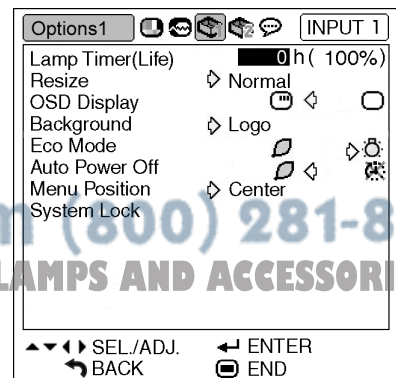 Options1 INPUT 1
Lamp Timer(Life) 0 h ( 100%)
Resize Normal
OSD Display
Background Logo
Eco Mode
Auto Power Off
Menu Position Center
System Lock
m (800) 281-8
LAMPS AND ACCESSORI
SEL./ADJ. ENTER
BACK END